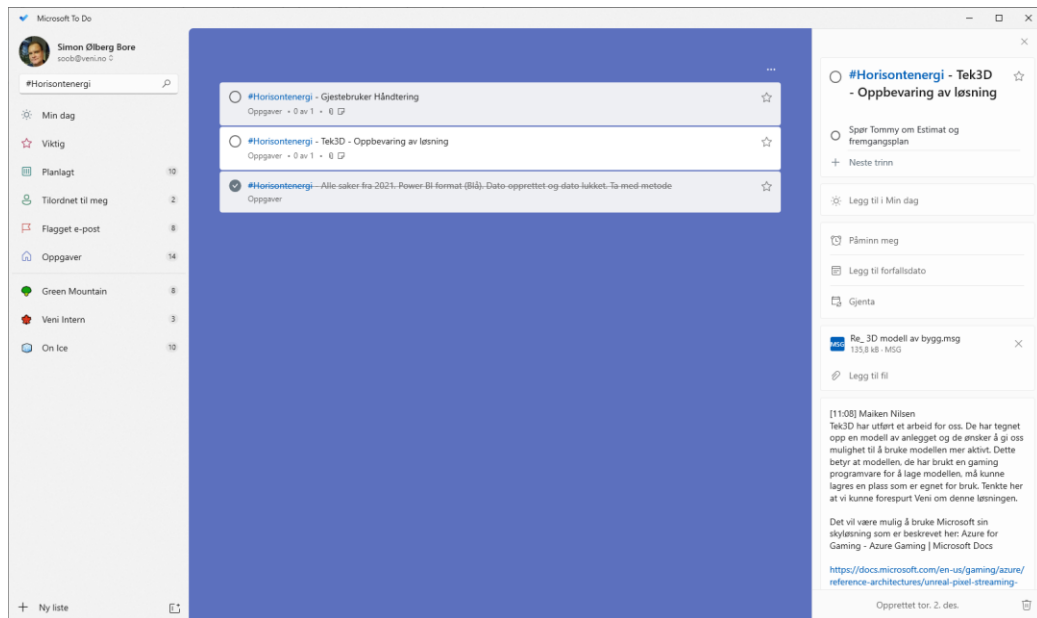 Microsoft To Do
Simon Ølberg Bore
soob@veni.no
#Horisontenergi
Min dag
Viktig
Planlagt 10
Tilordnet til meg 2
Flagget e-post 8
Oppgaver 14
Green Mountain 8
Veni Intern 3
On Ice 10
Ny liste
#Horisontenergi - Gjestebruker Håndtering
Oppgaver • 0 av 1 •
#Horisontenergi - Tek3D - Oppbevaring av løsning
Oppgaver • 0 av 1 •
#Horisontenergi - Alle saker fra 2021. Power BI format (Blå). Dato opprettet og dato lukket. Ta med metode
Oppgaver
#Horisontenergi - Tek3D
- Oppbevaring av løsning
Spør Tommy om Estimat og
fremgangsplan
Neste trinn
Legg til i Min dag
Påminn meg
Legg til forfallsdato
Gjenta
MSG
Re_ 3D modell av bygg.msg
135,8 kB - MSG
Legg til fil
[11:08] Maiken Nilsen
Tek3D har utført et arbeid for oss. De har tegnet
opp en modell av anlegget og de ønsker å gi oss
mulighet til å bruke modellen mer aktivt. Dette
betyr at modellen, de har brukt en gaming
programvare for å lage modellen, må kunne
lagres en plass som er egnet for bruk. Tenkte her
at vi kunne forespurt Veni om denne løsningen.
Det vil være mulig å bruke Microsoft sin
skyløsning som er beskrevet her: Azure for
Gaming - Azure Gaming | Microsoft Docs
https://docs.microsoft.com/en-us/gaming/azure/
reference-architectures/unreal-pixel-streaming-
Opprettet tor. 2. des.